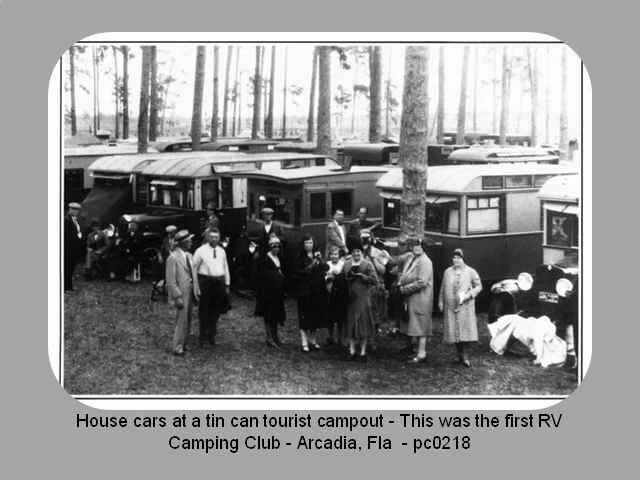 House cars at a tin can tourist campout - This was the first RV
Camping Club - Arcadia, Fla  - pc0218